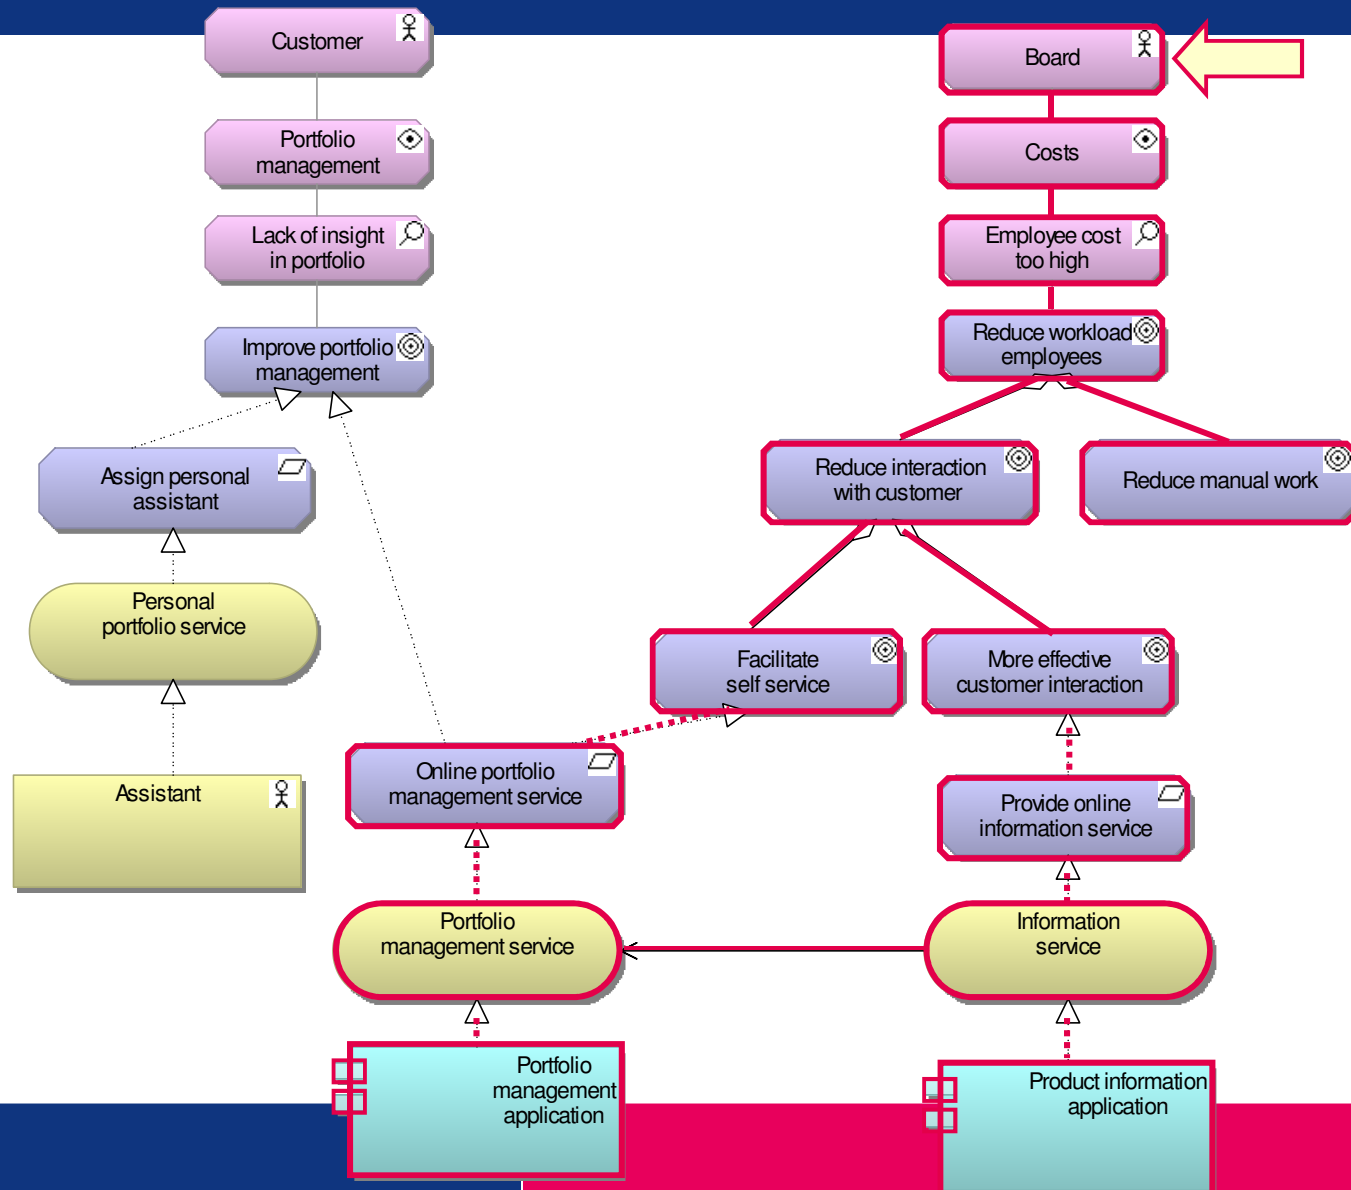 Customer
Board
Portfolio
management
Costs
Lack of insight
in portfolio
Employee cost
too high
Improve portfolio
management
Reduce workload
employees
Assign personal
assistant
Reduce interaction
with customer
Reduce manual work
Personal
portfolio service
Facilitate
self service
More effective
customer interaction
Assistant
Online portfolio
management service
Provide online
information service
Portfolio
management service
Information
service
Portfolio
management
application
Product information
application